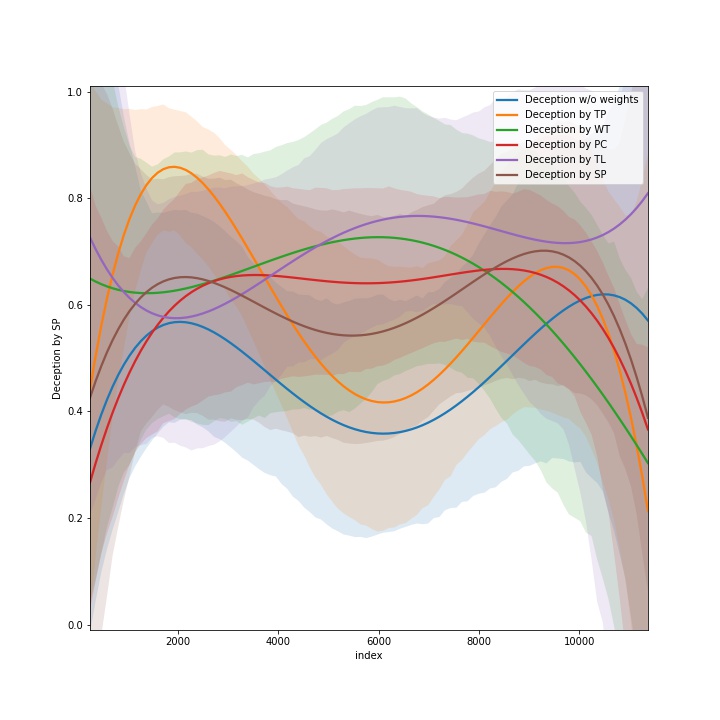 1.0
0.8
0.6
0.4
0.2
0.0
Deception by SP
Deception w/o weights
Deception by TP
Deception by WT
Deception by PC
Deception by TL
Deception by SP
2000 4000 6000 8000 10000
index